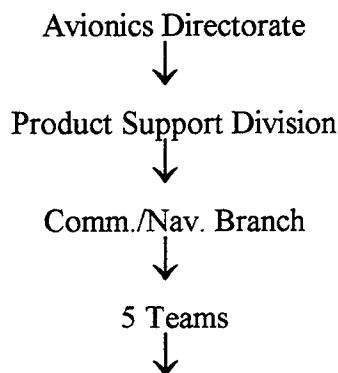 Avionics Directorate
Product Support Division
Comm./Nav. Branch
5 Teams